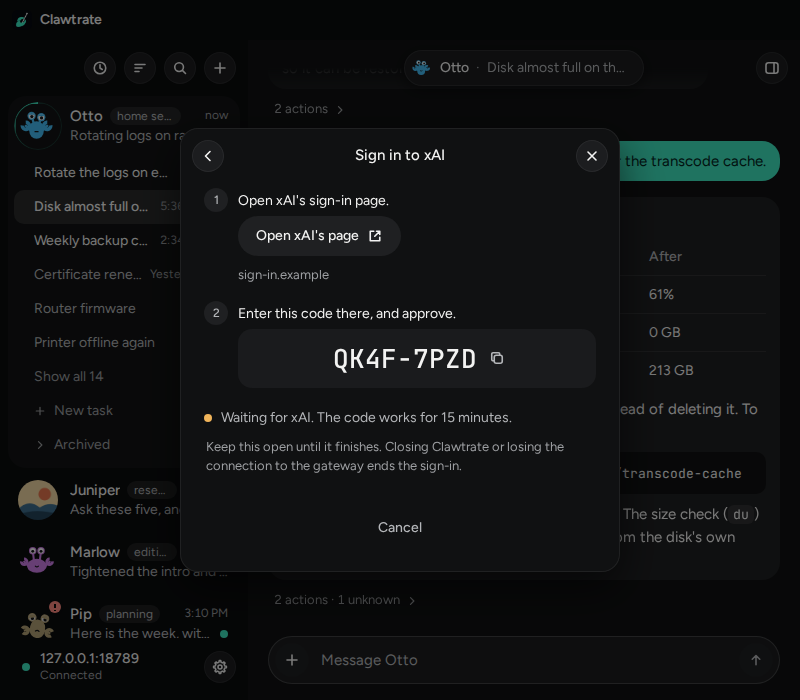 Clawtrate
Otto · Disk almost full on th...
Otto home se... now
Rotating logs on
Rotate the logs on e...
Disk almost full o... 5:3
Weekly backup c... 2:34
Certificate rene... Yeste
Router firmware
Printer offline again
Show all 14
New task
Archived
Juniper rese...
Ask these five,
Marlow editi...
Tightened the intro and ...
Pip planning 3:10 PM
Here is the week. wit...
127.0.0.1:18789
Connected
2 actions
the transcode cache.
After
61%
0 GB
213 GB
ead of deleting it. To
/transcode-cache
The size check ( du )
om the disk's own
2 actions · 1 unknown
Message Otto
Sign in to xAI
1 Open xAI's sign-in page.
Open xAI's page
sign-in.example
2 Enter this code there, and approve.
QK4F-7PZD
Waiting for xAI. The code works for 15 minutes.
Keep this open until it finishes. Closing Clawtrate or losing the
connection to the gateway ends the sign-in.
Cancel